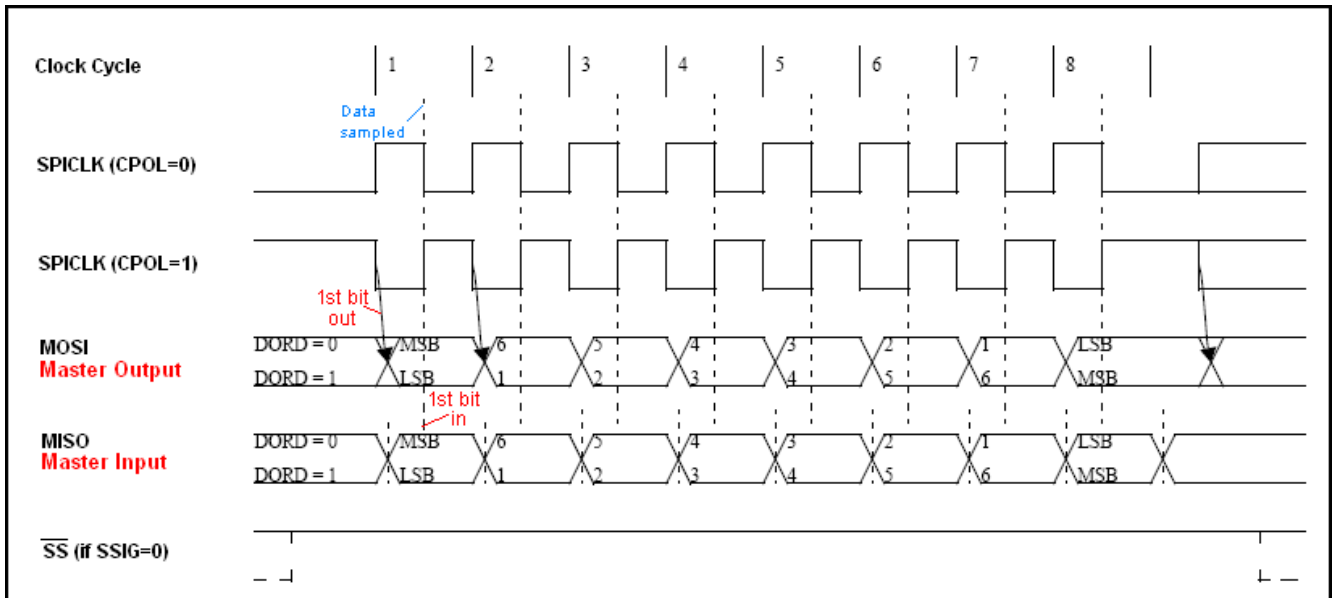 Clock Cycle
1 2 3 4 5 6 7 8
Data
sampled
SPICLK (CPOL=0)
SPICLK (CPOL=1)
1st bit
out
MOSI
Master Output
DORD = 0 MSB 6 5 4 3 2 1 LSB
DORD = 1 LSB 1 2 3 4 5 6 MSB
1st bit
in
MISO
Master Input
DORD = 0 MSB 6 5 4 3 2 1 LSB
DORD = 1 LSB 1 2 3 4 5 6 MSB
SS (if SSIG=0)